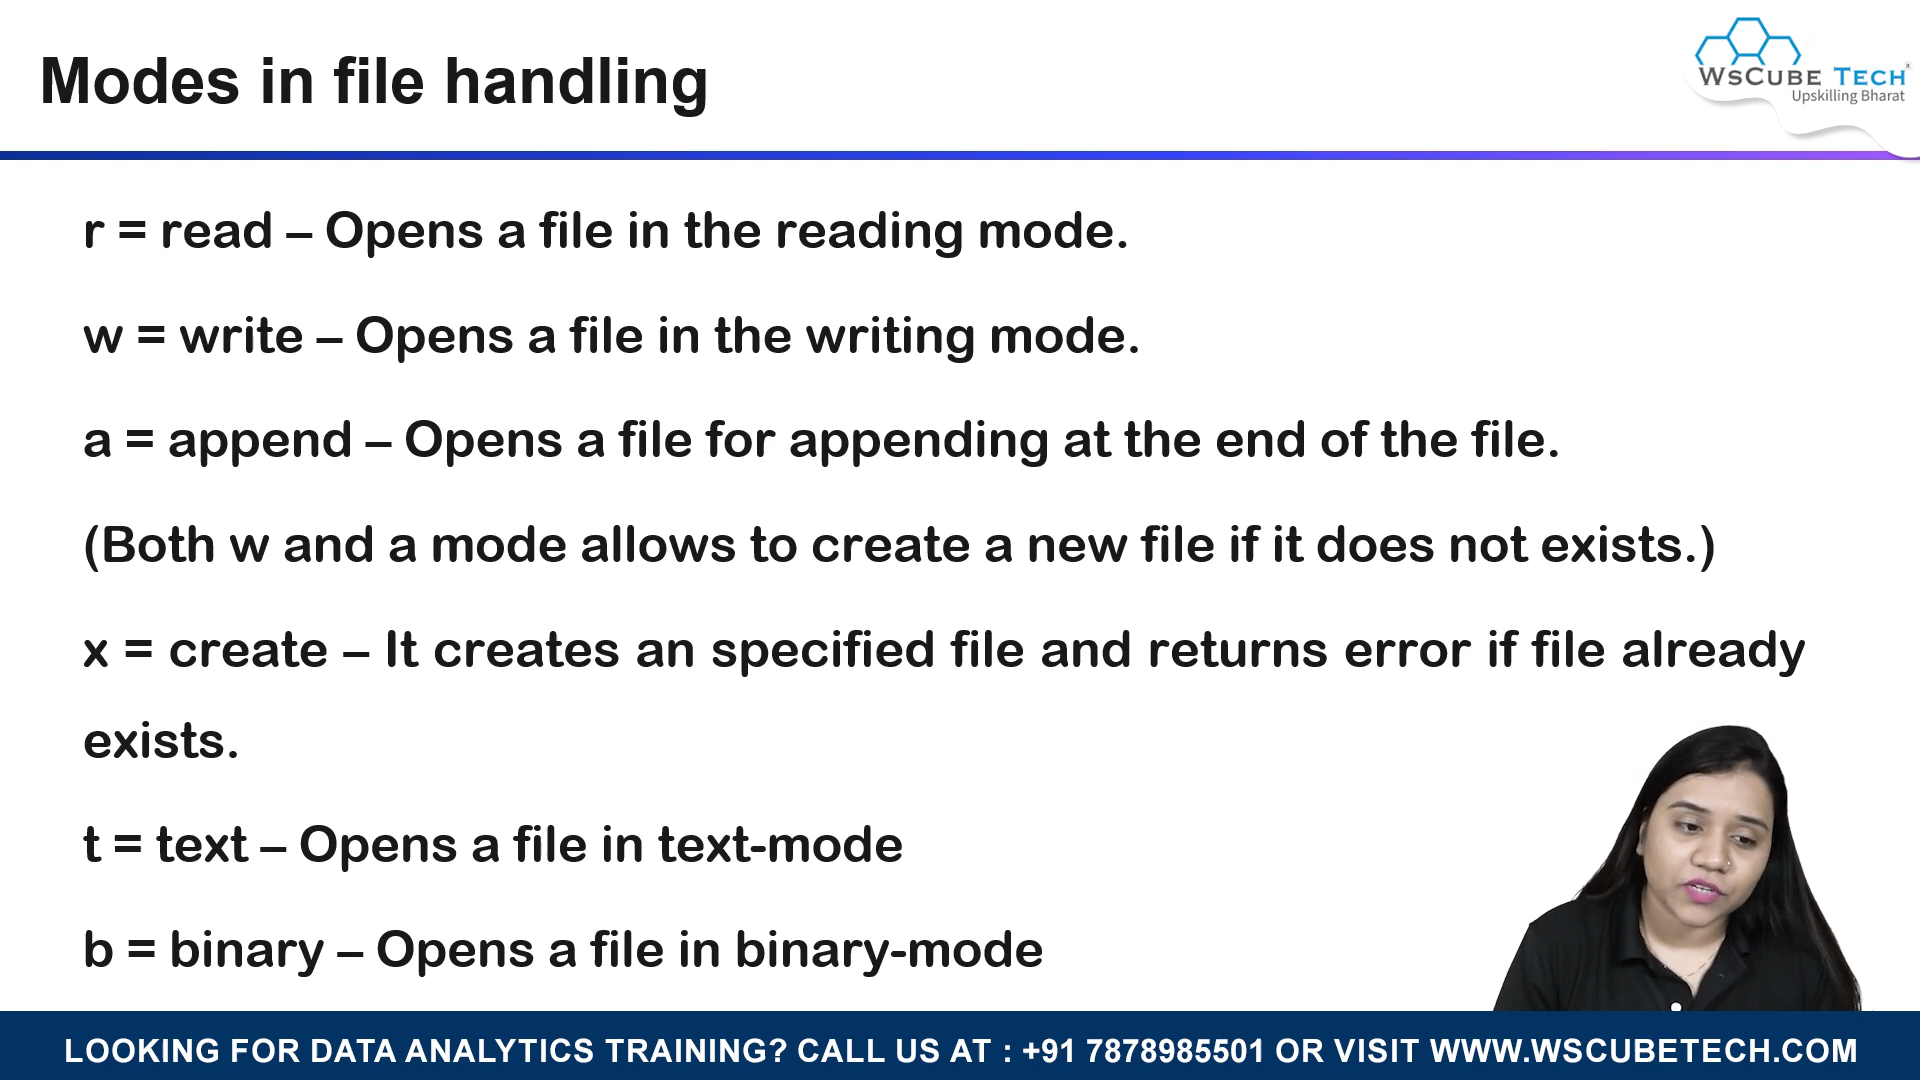 Modes in file handling
WSCUBE TECH
Upskilling Bharat
r = read – Opens a file in the reading mode.
w = write – Opens a file in the writing mode.
a = append – Opens a file for appending at the end of the file.
(Both w and a mode allows to create a new file if it does not exists.)
x = create – It creates an specified file and returns error if file already
exists.
t = text – Opens a file in text-mode
b = binary – Opens a file in binary-mode
LOOKING FOR DATA ANALYTICS TRAINING? CALL US AT : +91 7878985501 OR VISIT WWW.WSCUBETECH.COM